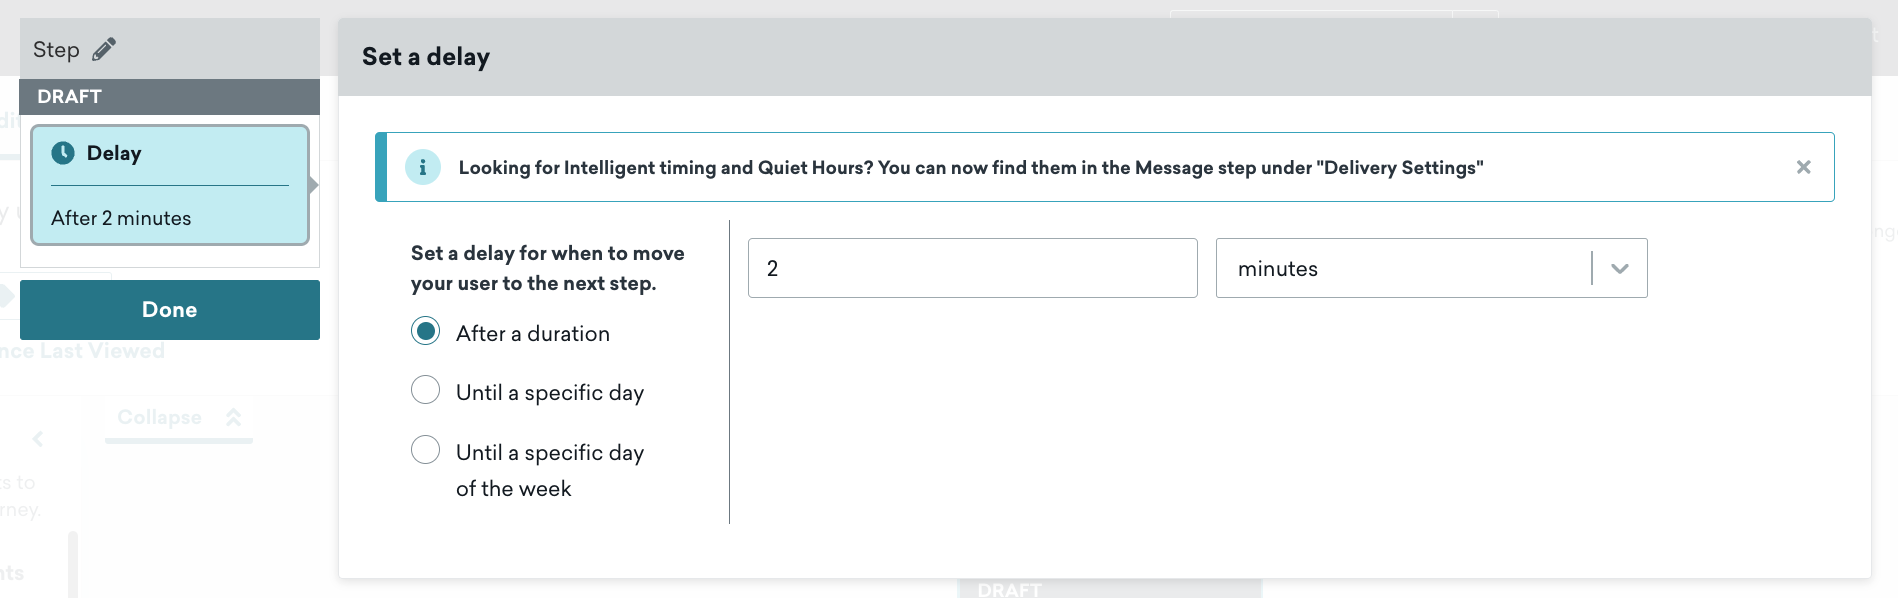 Step
DRAFT
Delay
After 2 minutes
Done
Set a delay
Looking for Intelligent timing and Quiet Hours? You can now find them in the Message step under "Delivery Settings"
Set a delay for when to move
your user to the next step.
After a duration
Until a specific day
Until a specific day
of the week
2
minutes
Last Viewed
Collapse
DRAFT